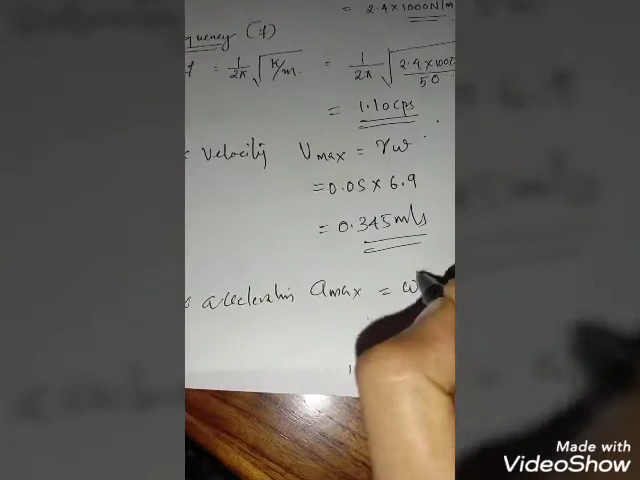 = 2.4 x 1000N/m
quency (f)
f = 1/2π √K/m. = 1/2π √2.4 x 1000/50
= 1.10 cps
Velocity Vmax = rω
= 0.05 x 6.9
= 0.345 m/s
acceleration amax = ω
Made with
VideoShow